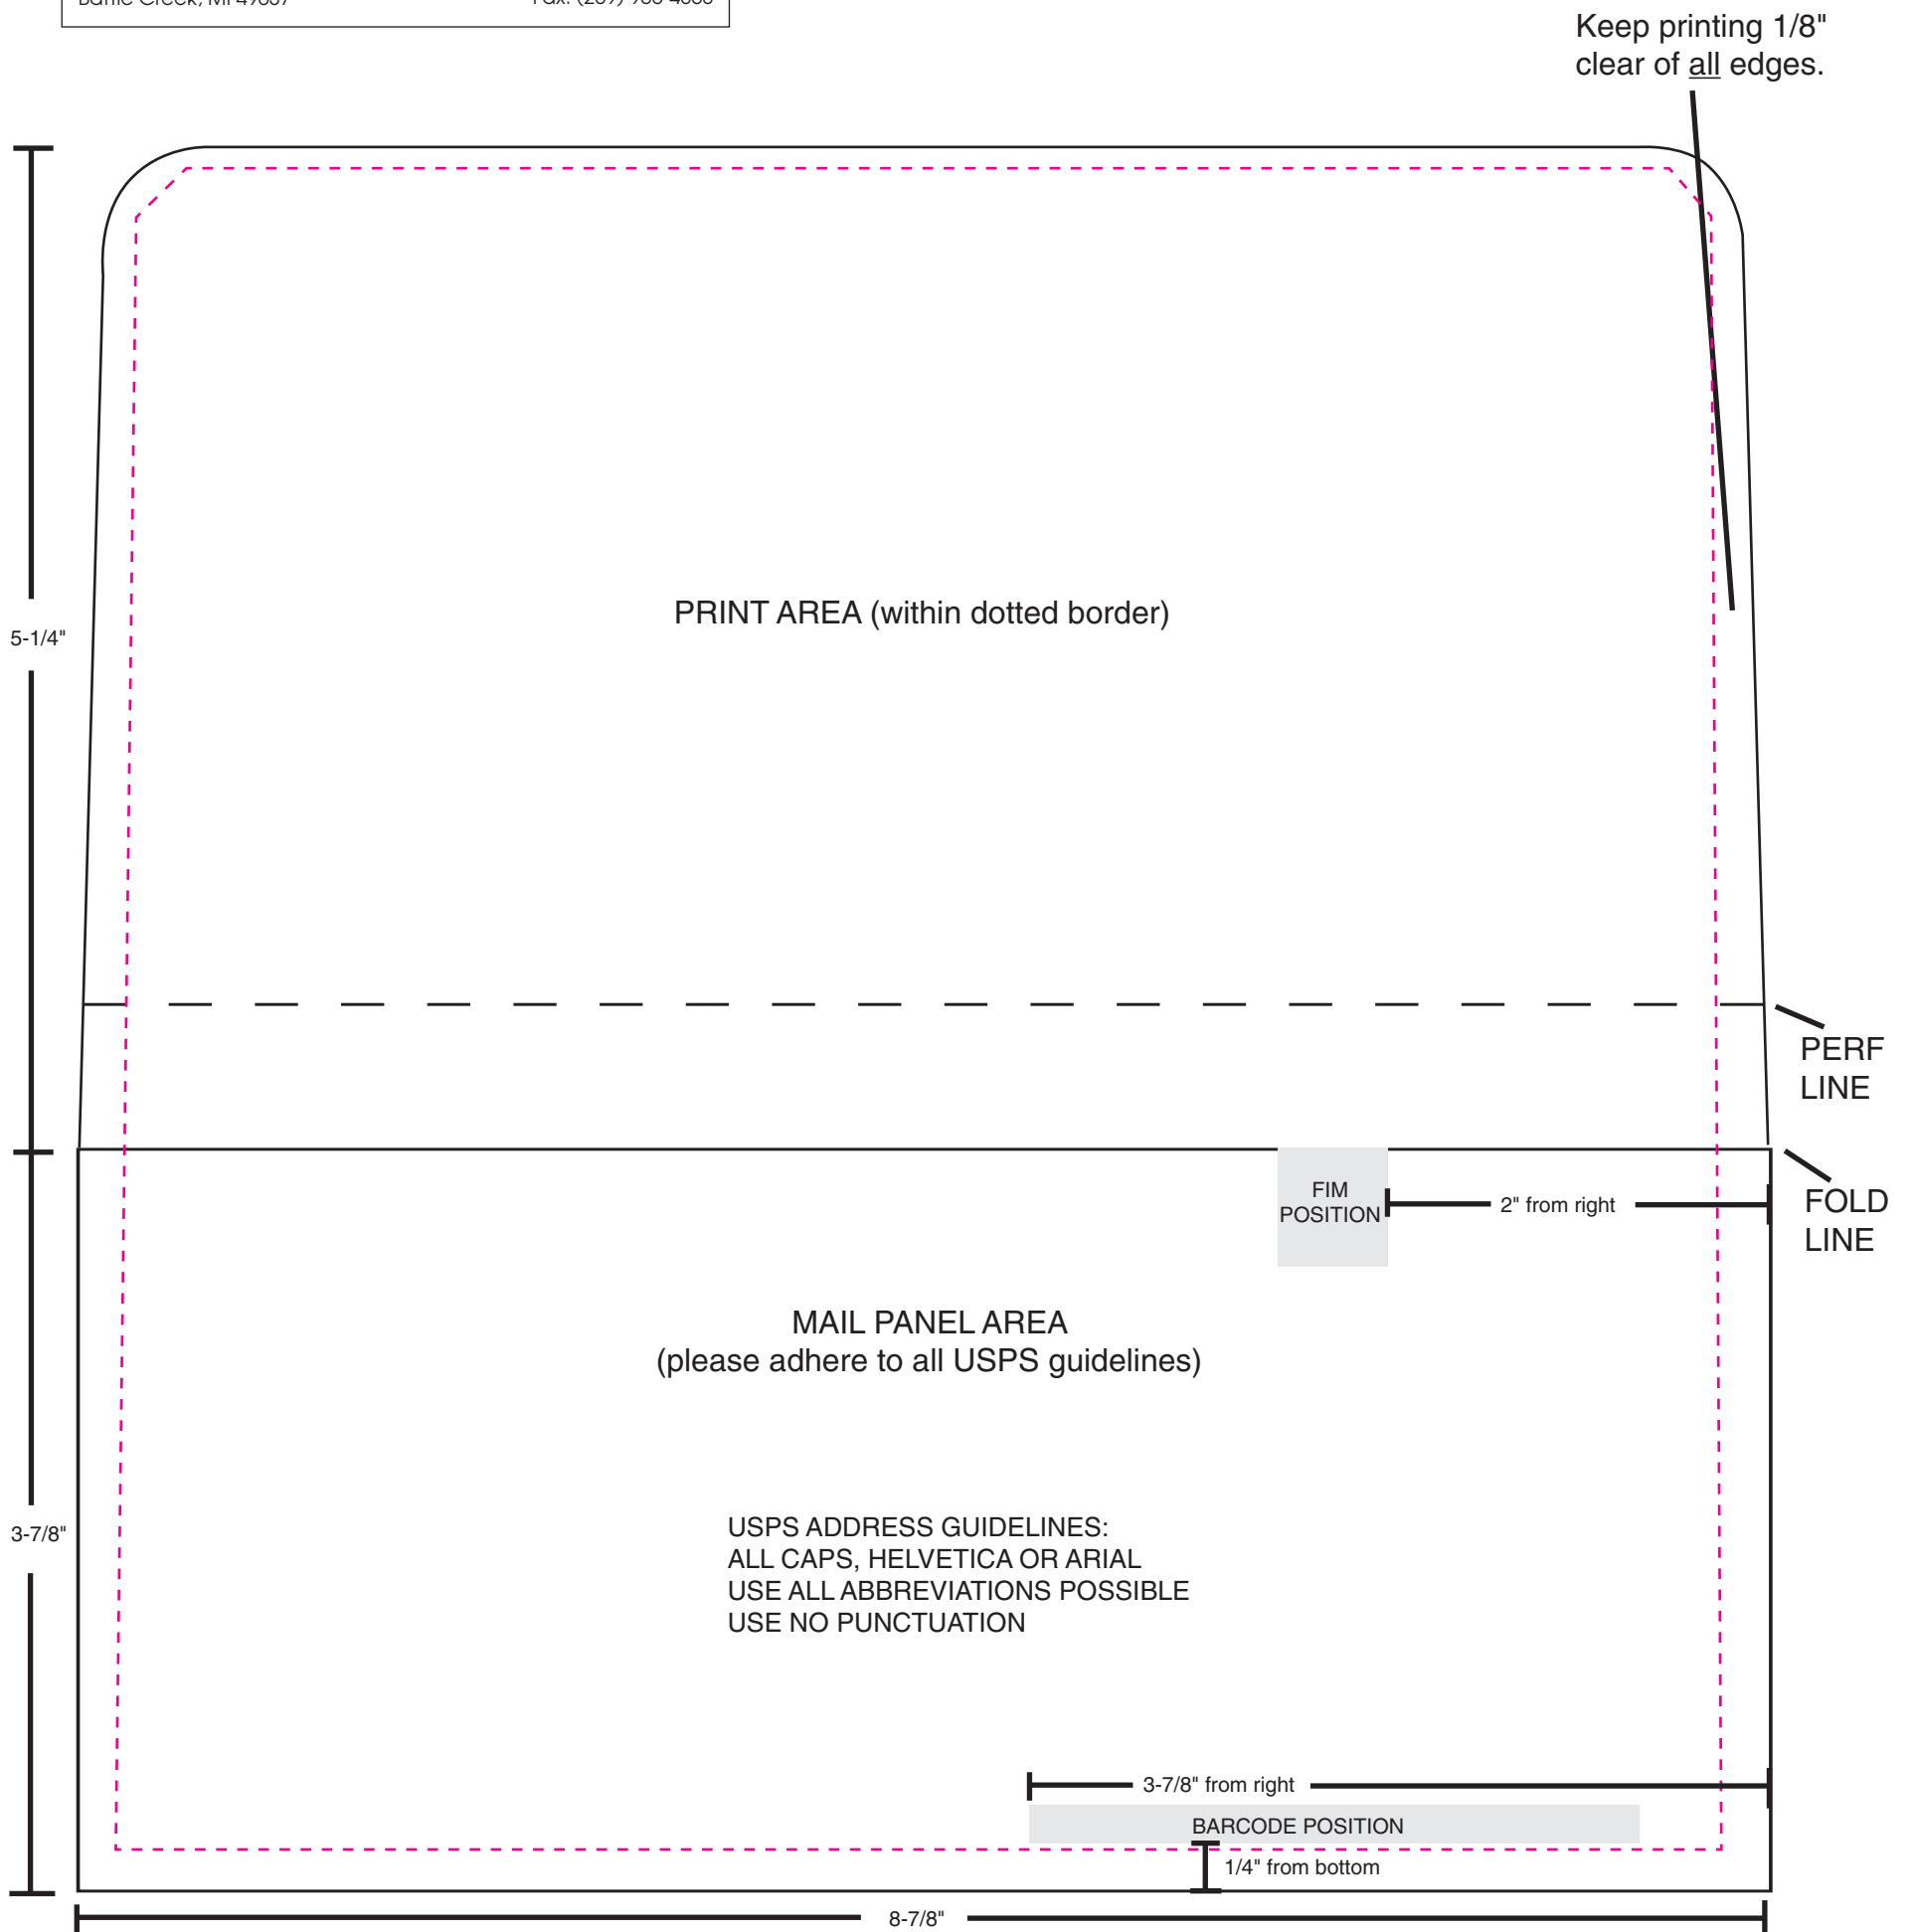 Keep printing 1/8"
clear of all edges.
5-1/4"
PRINT AREA (within dotted border)
PERF
LINE
FIM
POSITION
2" from right
FOLD
LINE
MAIL PANEL AREA
(please adhere to all USPS guidelines)
3-7/8"
USPS ADDRESS GUIDELINES:
ALL CAPS, HELVETICA OR ARIAL
USE ALL ABBREVIATIONS POSSIBLE
USE NO PUNCTUATION
3-7/8" from right
BARCODE POSITION
1/4" from bottom
8-7/8"